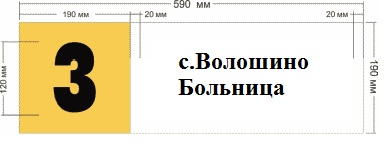 590 мм
190 мм 20 мм 20 мм
120 мм
3
с.Волошино
Больница
190 мм